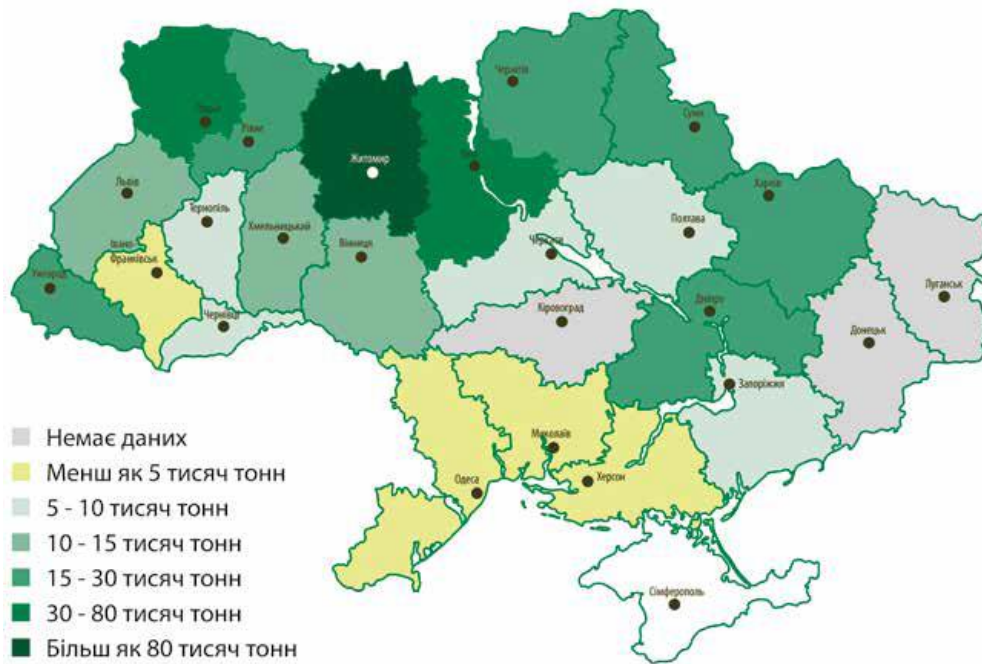 Чернігів
Луцьк
Рівне
Суми
Житомир
Київ
Львів
Тернопіль
Хмельницький
Вінниця
Харків
Полтава
Черкаси
Івано-
Франківськ
Ужгород
Чернівці
Кіровоград
Дніпро
Луганськ
Донецьк
Запоріжжя
Миколаїв
Одеса
Херсон
Сімферополь
Немає даних
Менш як 5 тисяч тонн
5 - 10 тисяч тонн
10 - 15 тисяч тонн
15 - 30 тисяч тонн
30 - 80 тисяч тонн
Більш як 80 тисяч тонн